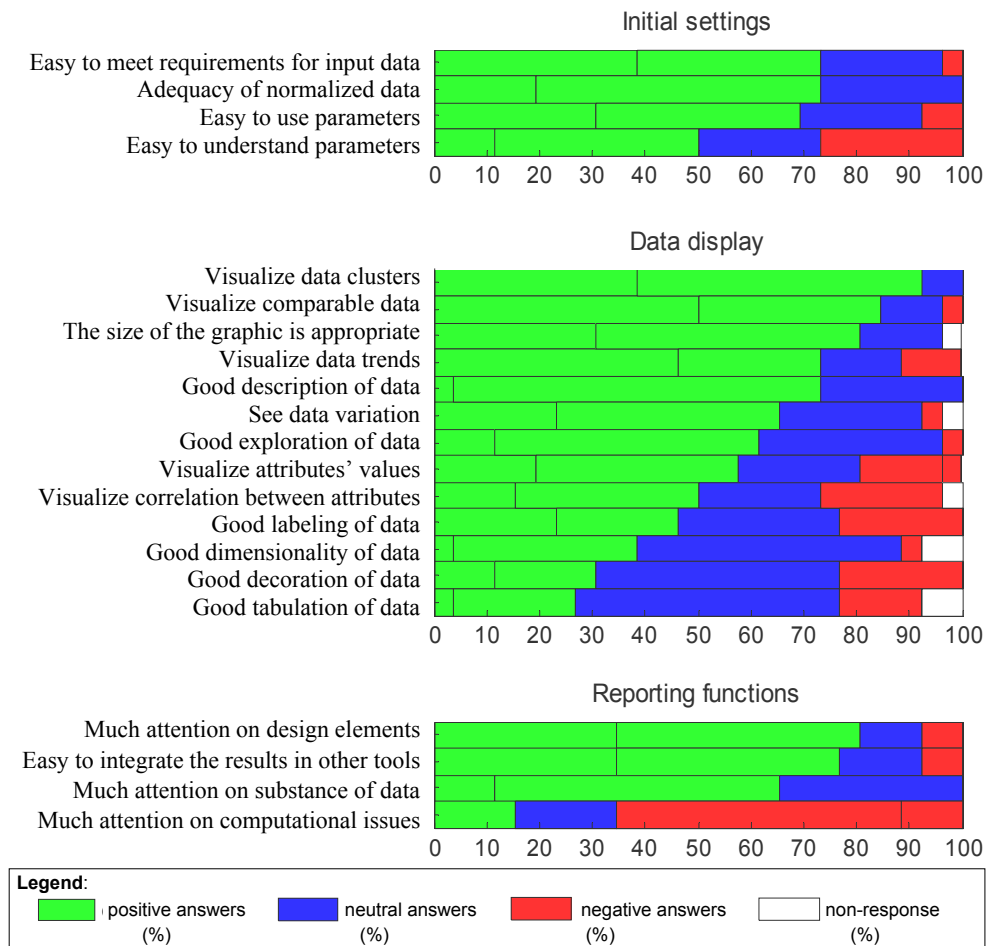 Initial settings
Easy to meet requirements for input data
Adequacy of normalized data
Easy to use parameters
Easy to understand parameters
0 10 20 30 40 50 60 70 80 90 100
Data display
Visualize data clusters
Visualize comparable data
The size of the graphic is appropriate
Visualize data trends
Good description of data
See data variation
Good exploration of data
Visualize attributes’ values
Visualize correlation between attributes
Good labeling of data
Good dimensionality of data
Good decoration of data
Good tabulation of data
0 10 20 30 40 50 60 70 80 90 100
Reporting functions
Much attention on design elements
Easy to integrate the results in other tools
Much attention on substance of data
Much attention on computational issues
0 10 20 30 40 50 60 70 80 90 100
Legend:
positive answers neutral answers negative answers non-response
(%) (%) (%) (%)